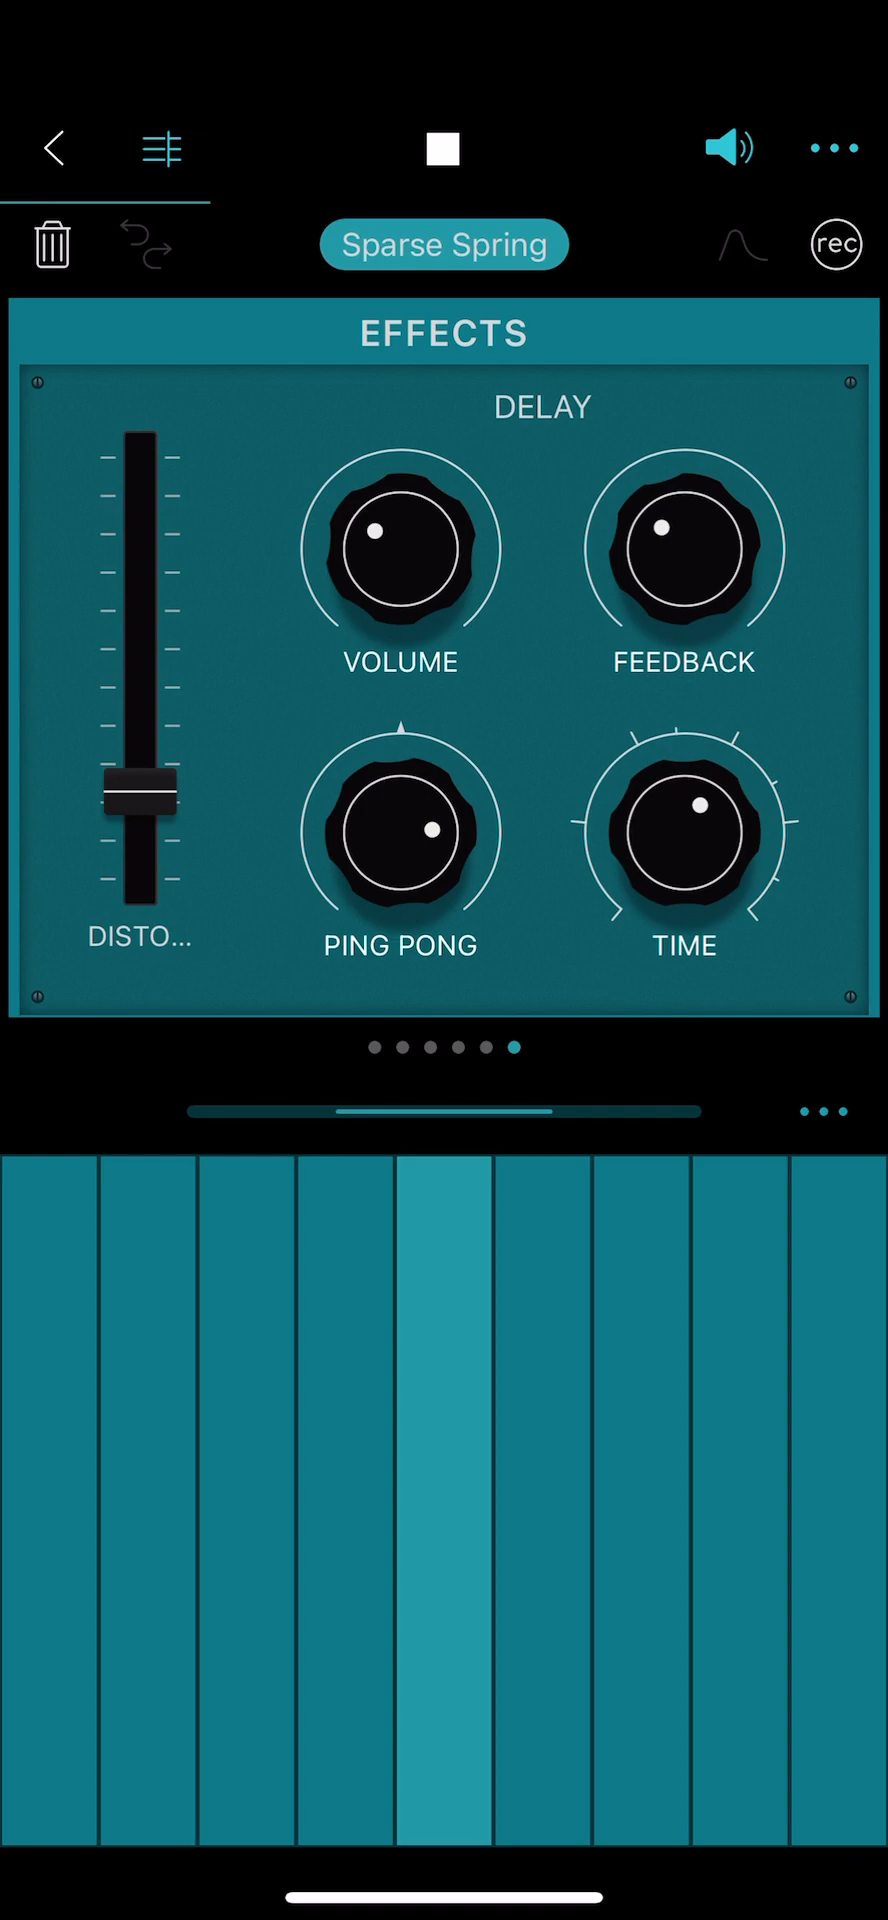 Sparse Spring
rec
EFFECTS
DELAY
VOLUME
FEEDBACK
DISTO...
PING PONG
TIME